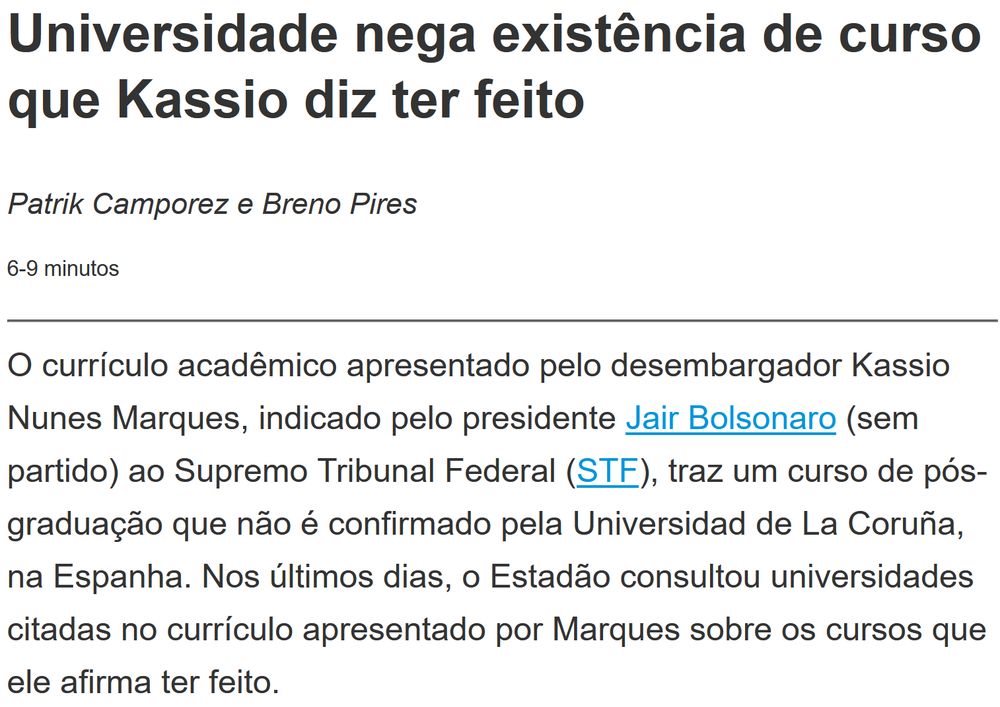 Universidade nega existência de curso
que Kassio diz ter feito
Patrik Camporez e Breno Pires
6-9 minutos
O currículo acadêmico apresentado pelo desembargador Kassio
Nunes Marques, indicado pelo presidente Jair Bolsonaro (sem
partido) ao Supremo Tribunal Federal (STF), traz um curso de pós-
graduação que não é confirmado pela Universidad de La Coruña,
na Espanha. Nos últimos dias, o Estadão consultou universidades
citadas no currículo apresentado por Marques sobre os cursos que
ele afirma ter feito.